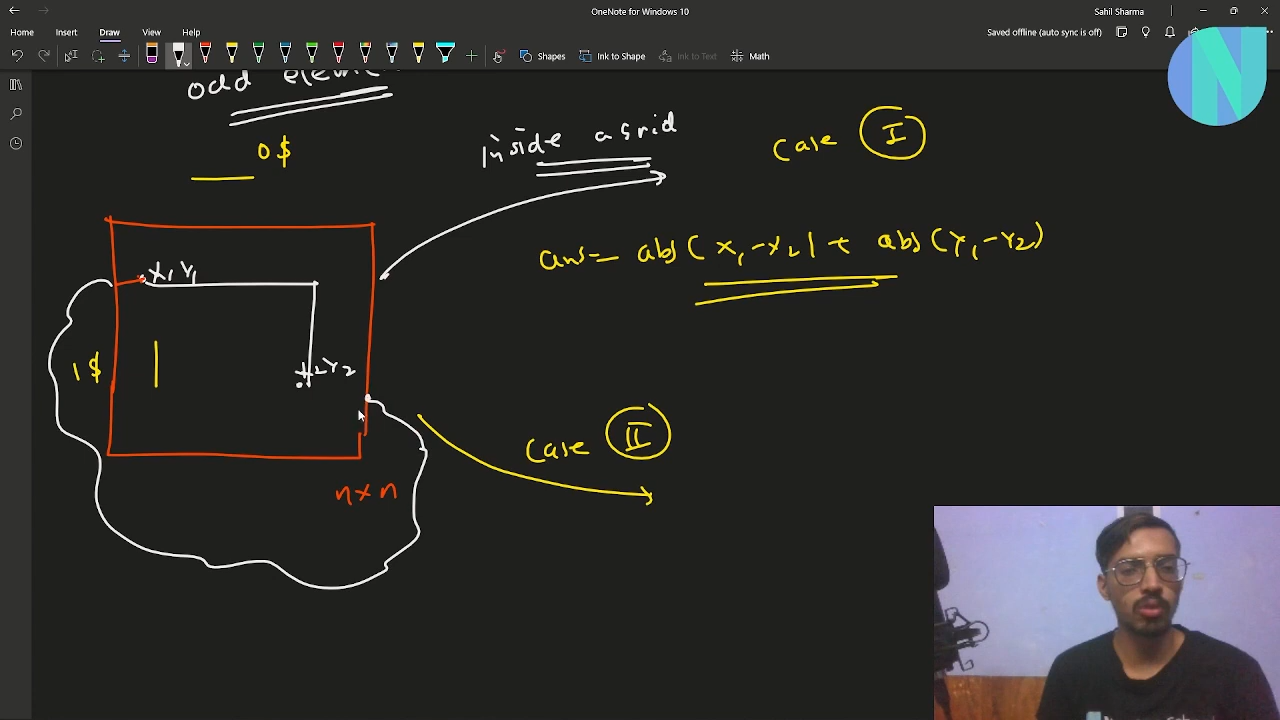 OneNote for Windows 10
Sahil Sharma
Home Insert Draw View Help
Saved offline (auto sync is off)
Shapes Ink to Shape Ink to Text Math
odd
0$
inside a grid
Case I
x1 y1
ans = abs(x1-x2) + abs(y1-y2)
1$
x2 y2
Case II
n x n